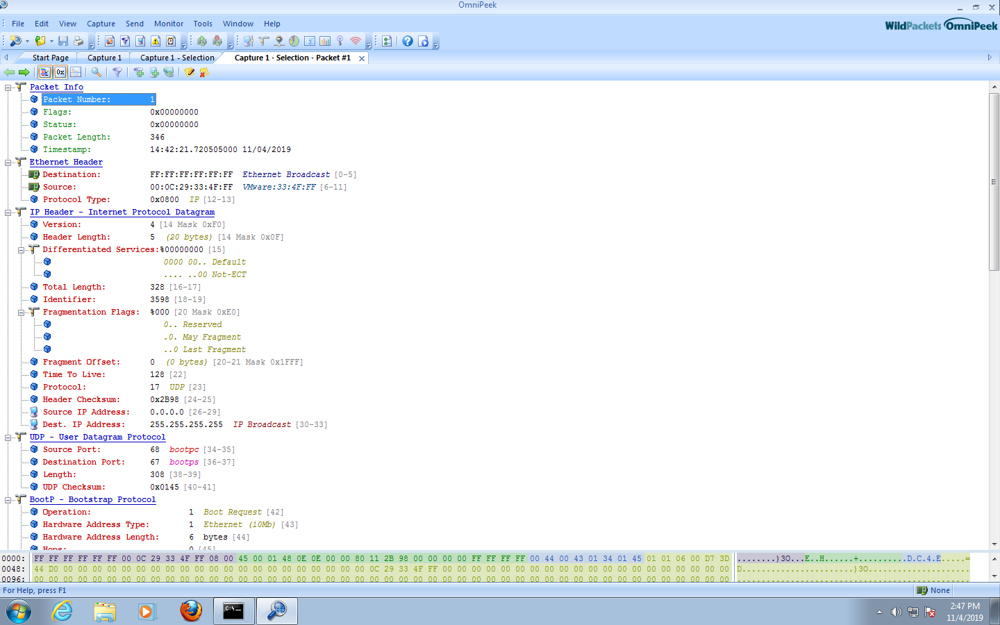 OmniPeek
File Edit View Capture Send Monitor Tools Window Help
WildPackets OmniPeek
Start Page Capture 1 Capture 1 - Selection Capture 1 - Selection - Packet #1
0x
Packet Info
Packet Number: 1
Flags: 0x00000000
Status: 0x00000000
Packet Length: 346
Timestamp: 14:42:21.720505000 11/04/2019
Ethernet Header
Destination: FF:FF:FF:FF:FF:FF Ethernet Broadcast [0-5]
Source: 00:0C:29:33:4F:FF VMware:33:4F:FF [6-11]
Protocol Type: 0x0800 IP [12-13]
IP Header - Internet Protocol Datagram
Version: 4 [14 Mask 0xF0]
Header Length: 5 (20 bytes) [14 Mask 0x0F]
Differentiated Services:%00000000 [15]
0000 00.. Default
.... ..00 Not-ECT
Total Length: 328 [16-17]
Identifier: 3598 [18-19]
Fragmentation Flags: %000 [20 Mask 0xE0]
0.. Reserved
.0. May Fragment
..0 Last Fragment
Fragment Offset: 0 (0 bytes) [20-21 Mask 0x1FFF]
Time To Live: 128 [22]
Protocol: 17 UDP [23]
Header Checksum: 0x2B98 [24-25]
Source IP Address: 0.0.0.0 [26-29]
Dest. IP Address: 255.255.255.255 IP Broadcast [30-33]
UDP - User Datagram Protocol
Source Port: 68 bootpc [34-35]
Destination Port: 67 bootps [36-37]
Length: 308 [38-39]
UDP Checksum: 0x0145 [40-41]
BootP - Bootstrap Protocol
Operation: 1 Boot Request [42]
Hardware Address Type: 1 Ethernet (10Mb) [43]
Hardware Address Length: 6 bytes [44]
Hops: 0 [45]
0000: FF FF FF FF FF FF 00 0C 29 33 4F FF 08 00 45 00 01 48 0E 0E 00 00 80 11 2B 98 00 00 00 00 FF FF FF FF 00 44 00 43 01 34 01 45 01 01 06 00 D7 3D ........)3O...E..H......+..........D.C.4.E.....=
0048: 44 D0 00 00 00 00 00 00 00 00 00 00 00 00 00 00 00 00 00 00 00 00 0C 29 33 4F FF 00 00 00 00 00 00 00 00 00 00 00 00 00 00 00 00 00 00 00 00 00 D.......................)3O.....................
0096: 00 00 00 00 00 00 00 00 00 00 00 00 00 00 00 00 00 00 00 00 00 00 00 00 00 00 00 00 00 00 00 00 00 00 00 00 00 00 00 00 00 00 00 00 00 00 00 00
For Help, press F1 None
C:\_
2:47 PM
11/4/2019